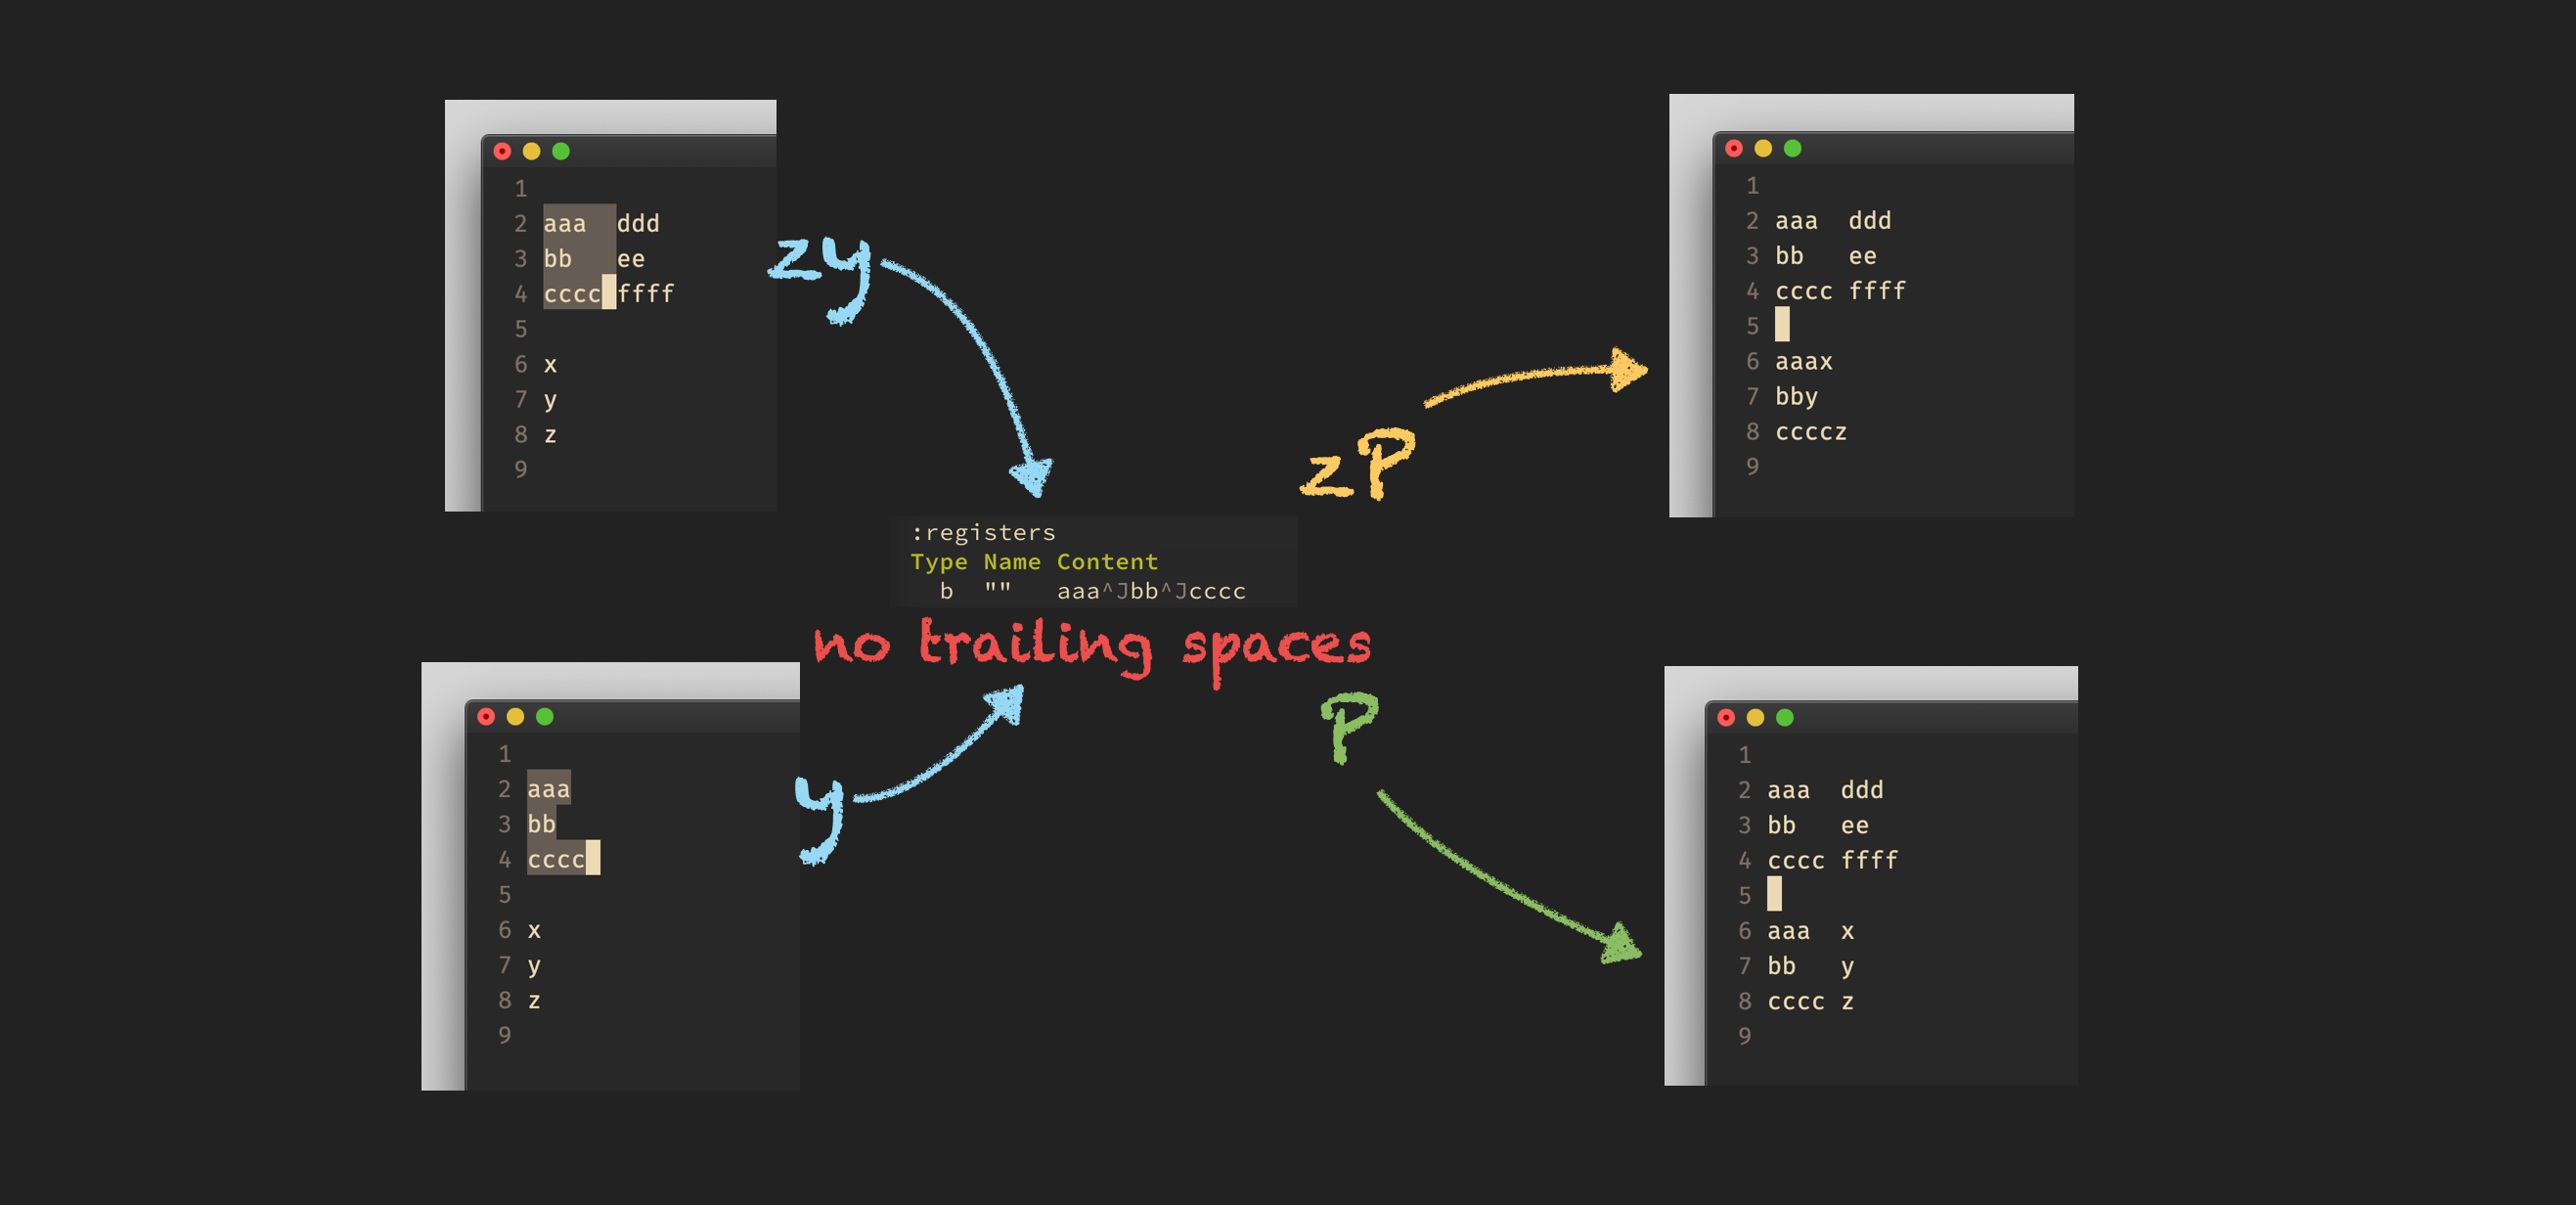 1
2 aaa  ddd
3 bb   ee
4 cccc ffff
5
6 x
7 y
8 z
9
zy
:registers
Type Name Content
b  ""   aaa^Jbb^Jcccc
no trailing spaces
1
2 aaa
3 bb
4 cccc
5
6 x
7 y
8 z
9
y
zP
1
2 aaa  ddd
3 bb   ee
4 cccc ffff
5
6 aaax
7 bby
8 ccccz
9
P
1
2 aaa  ddd
3 bb   ee
4 cccc ffff
5
6 aaa  x
7 bb   y
8 cccc z
9